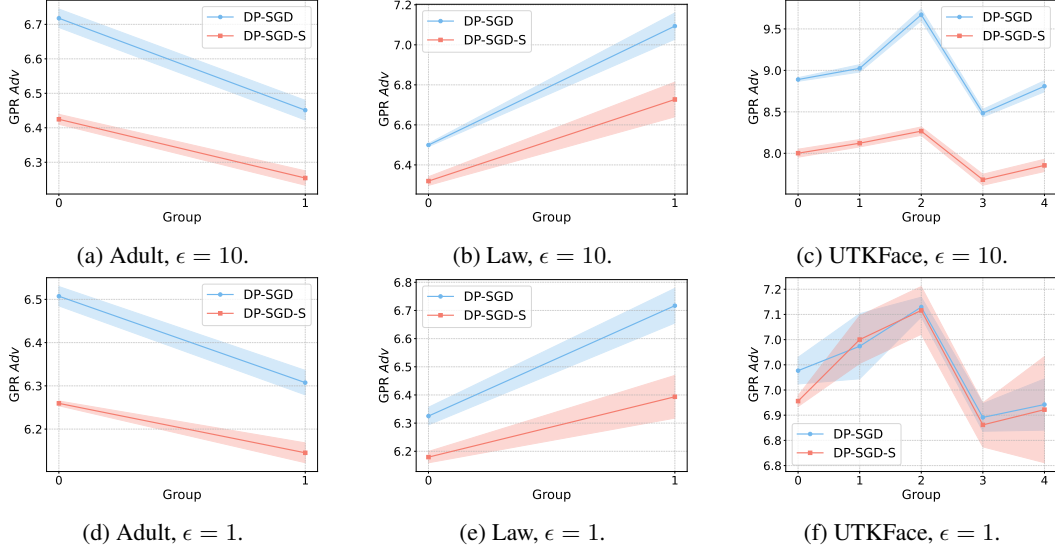 6.7
6.6
6.5
6.4
6.3
GPR Adv
DP-SGD
DP-SGD-S
0
1
Group
(a) Adult, ϵ = 10.
7.2
7.0
6.8
6.6
6.4
GPR Adv
DP-SGD
DP-SGD-S
0
1
Group
(b) Law, ϵ = 10.
9.5
9.0
8.5
8.0
GPR Adv
DP-SGD
DP-SGD-S
0 1 2 3 4
Group
(c) UTKFace, ϵ = 10.
6.5
6.4
6.3
6.2
GPR Adv
DP-SGD
DP-SGD-S
0
1
Group
(d) Adult, ϵ = 1.
6.8
6.7
6.6
6.5
6.4
6.3
6.2
GPR Adv
DP-SGD
DP-SGD-S
0
1
Group
(e) Law, ϵ = 1.
7.2
7.1
7.0
7.0
6.9
6.8
6.8
GPR Adv
DP-SGD
DP-SGD-S
0 1 2 3 4
Group
(f) UTKFace, ϵ = 1.